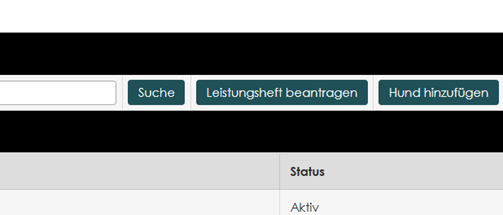 Suche Leistungsheft beantragen Hund hinzufügen
Status
Aktiv